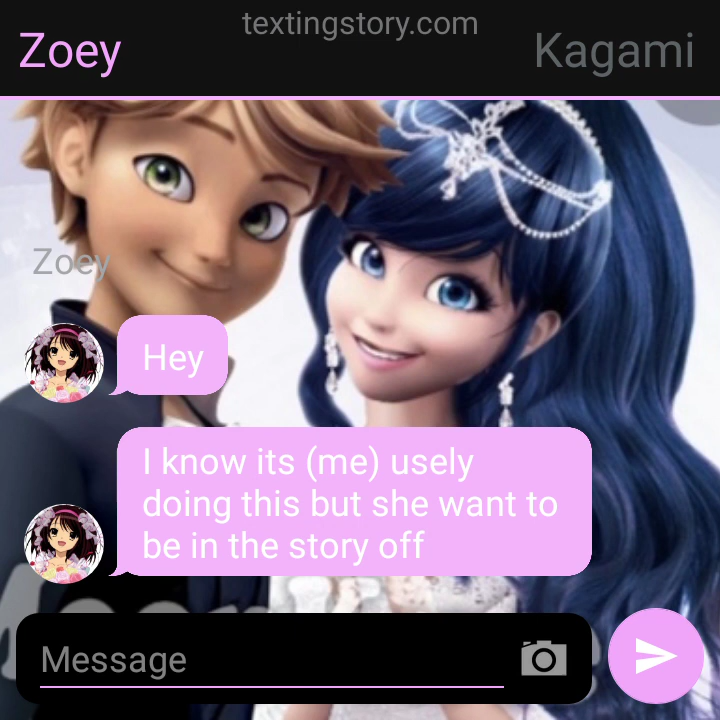 textingstory.com
Zoey
Kagami
Zoey
Hey
I know its (me) usely
doing this but she want to
be in the story off
Message